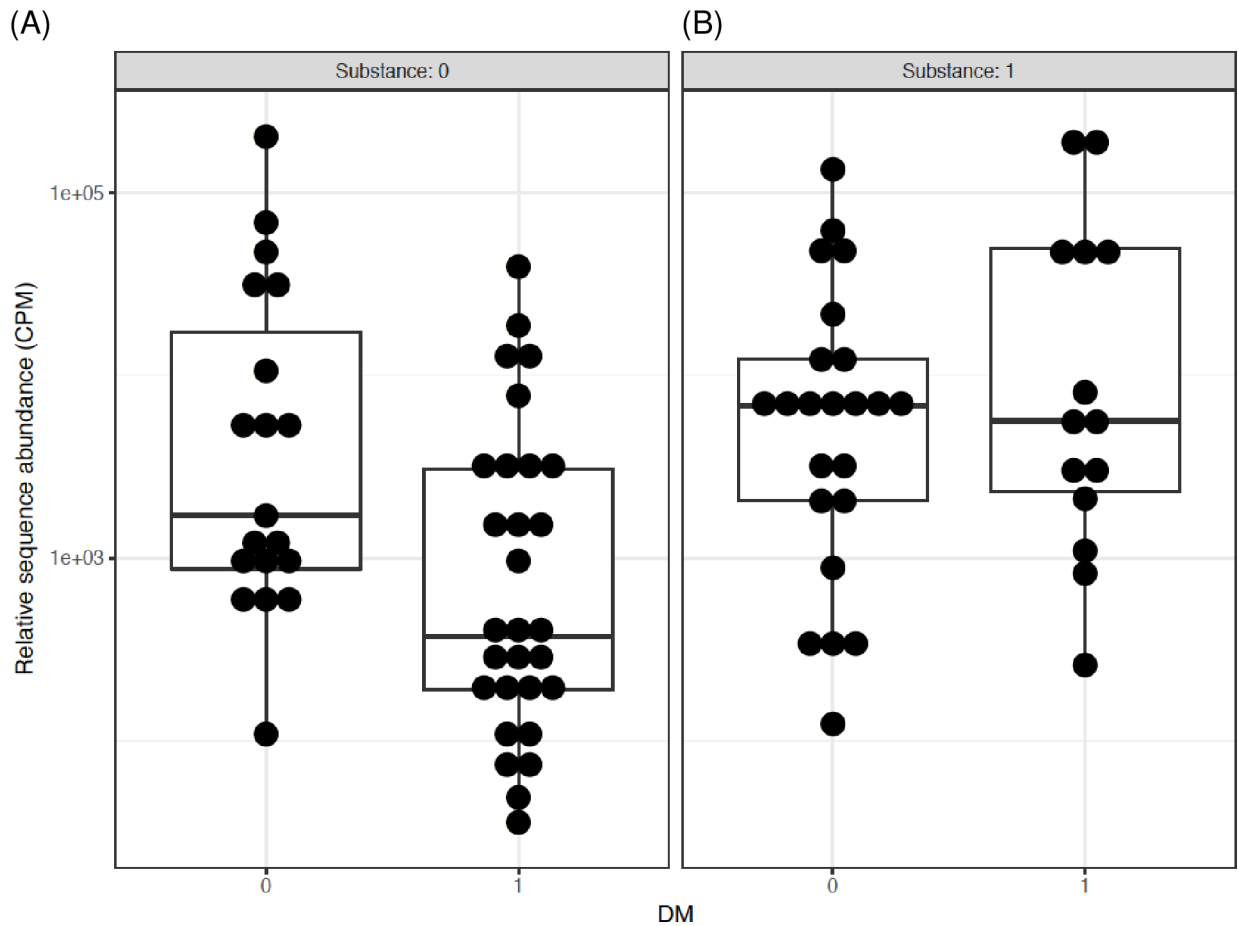 (A)
(B)
Substance: 0
Substance: 1
Relative sequence abundance (CPM)
1e+05
1e+03
0
1
0
1
DM